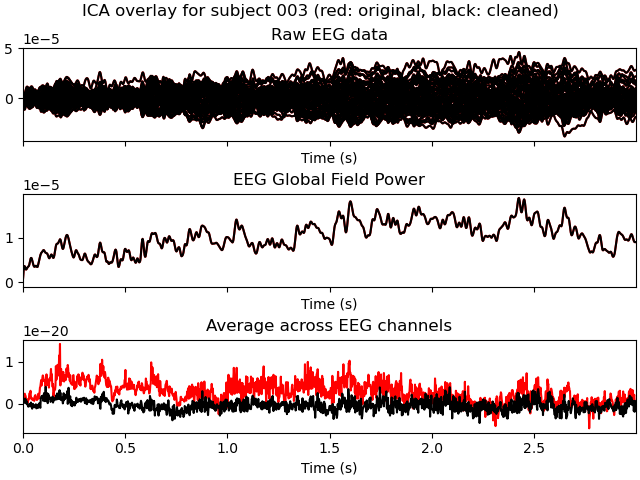 ICA overlay for subject 003 (red: original, black: cleaned)
Raw EEG data
1e−5
5
0
Time (s)
EEG Global Field Power
1e−5
1
0
Time (s)
Average across EEG channels
1e−20
1
0
0.0 0.5 1.0 1.5 2.0 2.5
Time (s)